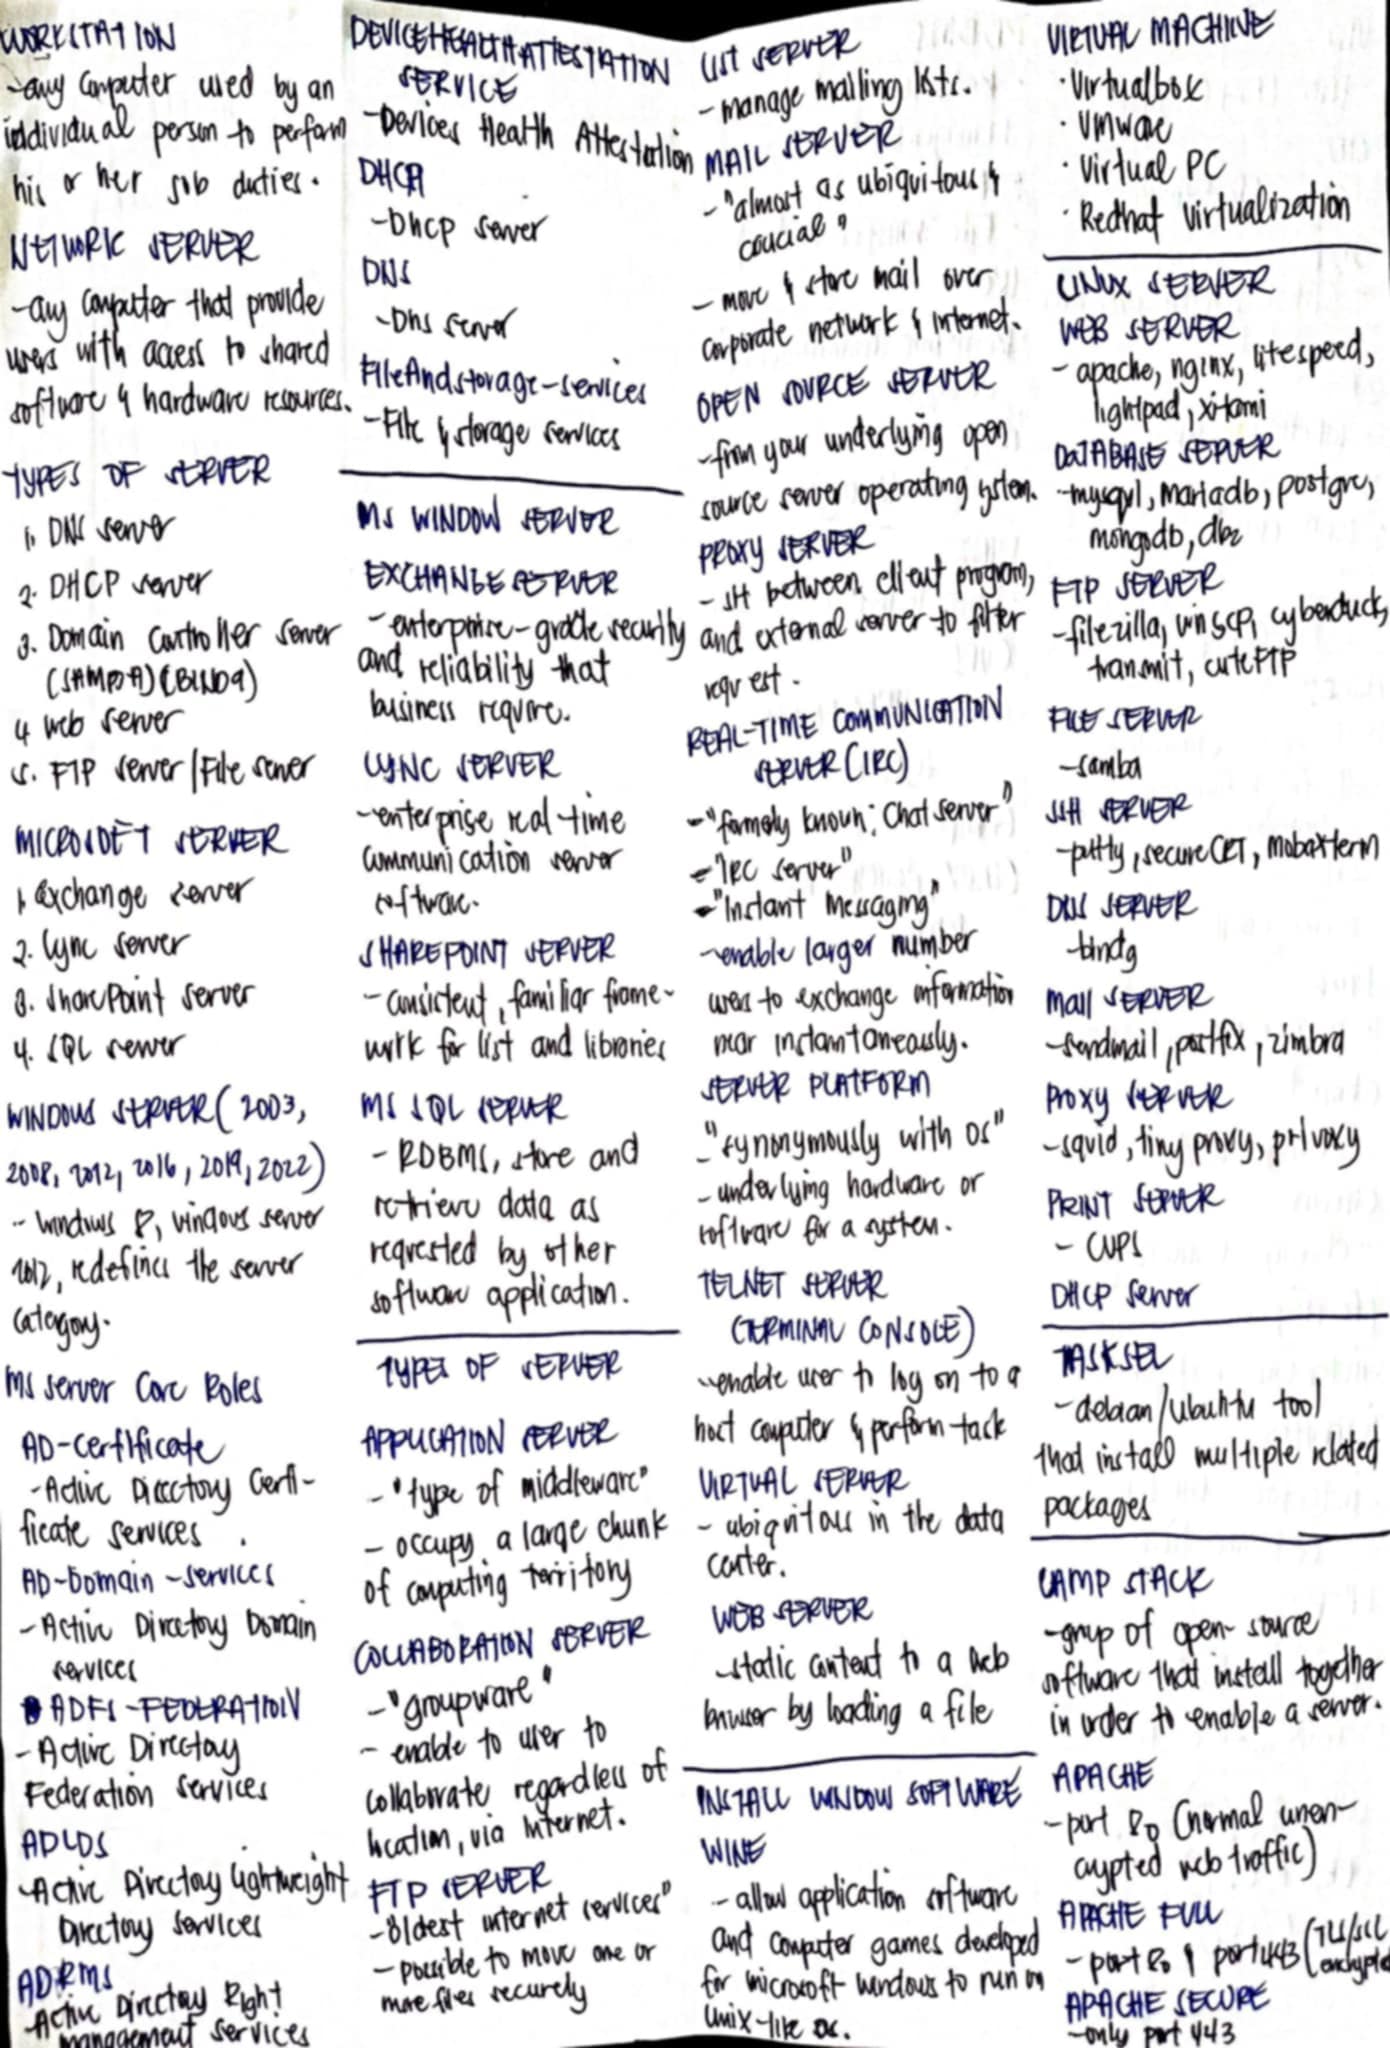 WORKSTATION
- any computer used by an
individual person to perform
his or her job duties.
NETWORK SERVER
- any computer that provide
users with access to shared
software & hardware resources.
TYPES OF SERVER
1. DNS server
2. DHCP server
3. Domain Controller server
(SAMBA)(BIND9)
4 web server
5. FTP server/File server
MICROSOFT SERVER
1. Exchange server
2. Lync server
3. SharePoint server
4. SQL server
WINDOWS SERVER (2003,
2008, 2012, 2016, 2019, 2022)
- windows 8, windows server
2012, redefines the server
category.
MS server Core Roles
AD-Certificate
- Active Directory Certi-
ficate services
AD-Domain-services
- Active Directory Domain
services
ADFS-FEDERATION
- Active Directory
Federation services
ADLDS
- Active Directory lightweight
Directory services
ADRMS
- Active Directory Right
management services
DEVICEHEALTHATTESTATION
SERVICE
- Devices Health Attestation
DHCP
- Dhcp server
DNS
- Dns server
FileAndstorage-services
- File & storage services
MS WINDOW SERVER
EXCHANGE SERVER
- enterprise-grade security
and reliability that
business require.
LYNC SERVER
- enterprise real-time
communication server
software.
SHAREPOINT SERVER
- consistent, familiar frame-
work for list and libraries
MS SQL SERVER
- RDBMS, store and
retrieve data as
requested by other
software application.
TYPES OF SERVER
APPLICATION SERVER
- "type of middleware"
- occupy a large chunk
of computing territory
COLLABORATION SERVER
- "groupware"
- enable to user to
collaborate regardless of
location, via Internet.
FTP SERVER
- "oldest internet services"
- possible to move one or
more files securely
LIST SERVER
- manage mailing lists.
MAIL SERVER
- "almost as ubiquitous &
crucial"
- move & store mail over
corporate network & internet.
OPEN SOURCE SERVER
- from your underlying open
source server operating system.
PROXY SERVER
- sit between client program,
and external server to filter
request.
REAL-TIME COMMUNICATION
SERVER (IRC)
- "formely known; Chat server"
- "IRC server"
- "Instant Messaging"
- enable larger number
users to exchange information
near instantaneously.
SERVER PLATFORM
- "synonymously with OS"
- underlying hardware or
software for a system.
TELNET SERVER
(TERMINAL CONSOLE)
- enable user to log on to a
host computer & perform task
VIRTUAL SERVER
- ubiquitous in the data
center.
WEB SERVER
- static content to a web
browser by loading a file
INSTALL WINDOW SOFTWARE
WINE
- allow application software
and computer games developed
for microsoft windows to run on
Unix-like os.
VIRTUAL MACHINE
· Virtualbox
· Vmware
· Virtual PC
· Redhat Virtualization
LINUX SERVER
WEB SERVER
- apache, nginx, litespeed,
lightpad, xitami
DATABASE SERVER
- mysql, Mariadb, postgre,
mongodb, db2
FTP SERVER
- filezilla, winscp, cyberduck,
transmit, cuteFTP
FILE SERVER
- samba
SSH SERVER
- putty, secureCRT, mobaxterm
DNS SERVER
- bind9
Mail SERVER
- sendmail, postfix, zimbra
Proxy SERVER
- squid, tiny proxy, privoxy
PRINT SERVER
- CUPS
DHCP Server
TASKSEL
- debian/ubuntu tool
that install multiple related
packages
LAMP STACK
- group of open-source
software that install together
in order to enable a server.
APACHE
- port 80 (normal unen-
crypted web traffic)
APACHE FULL
- port 80 & port 443 (TLS/SSL
encrypted
APACHE SECURE
- only port 443